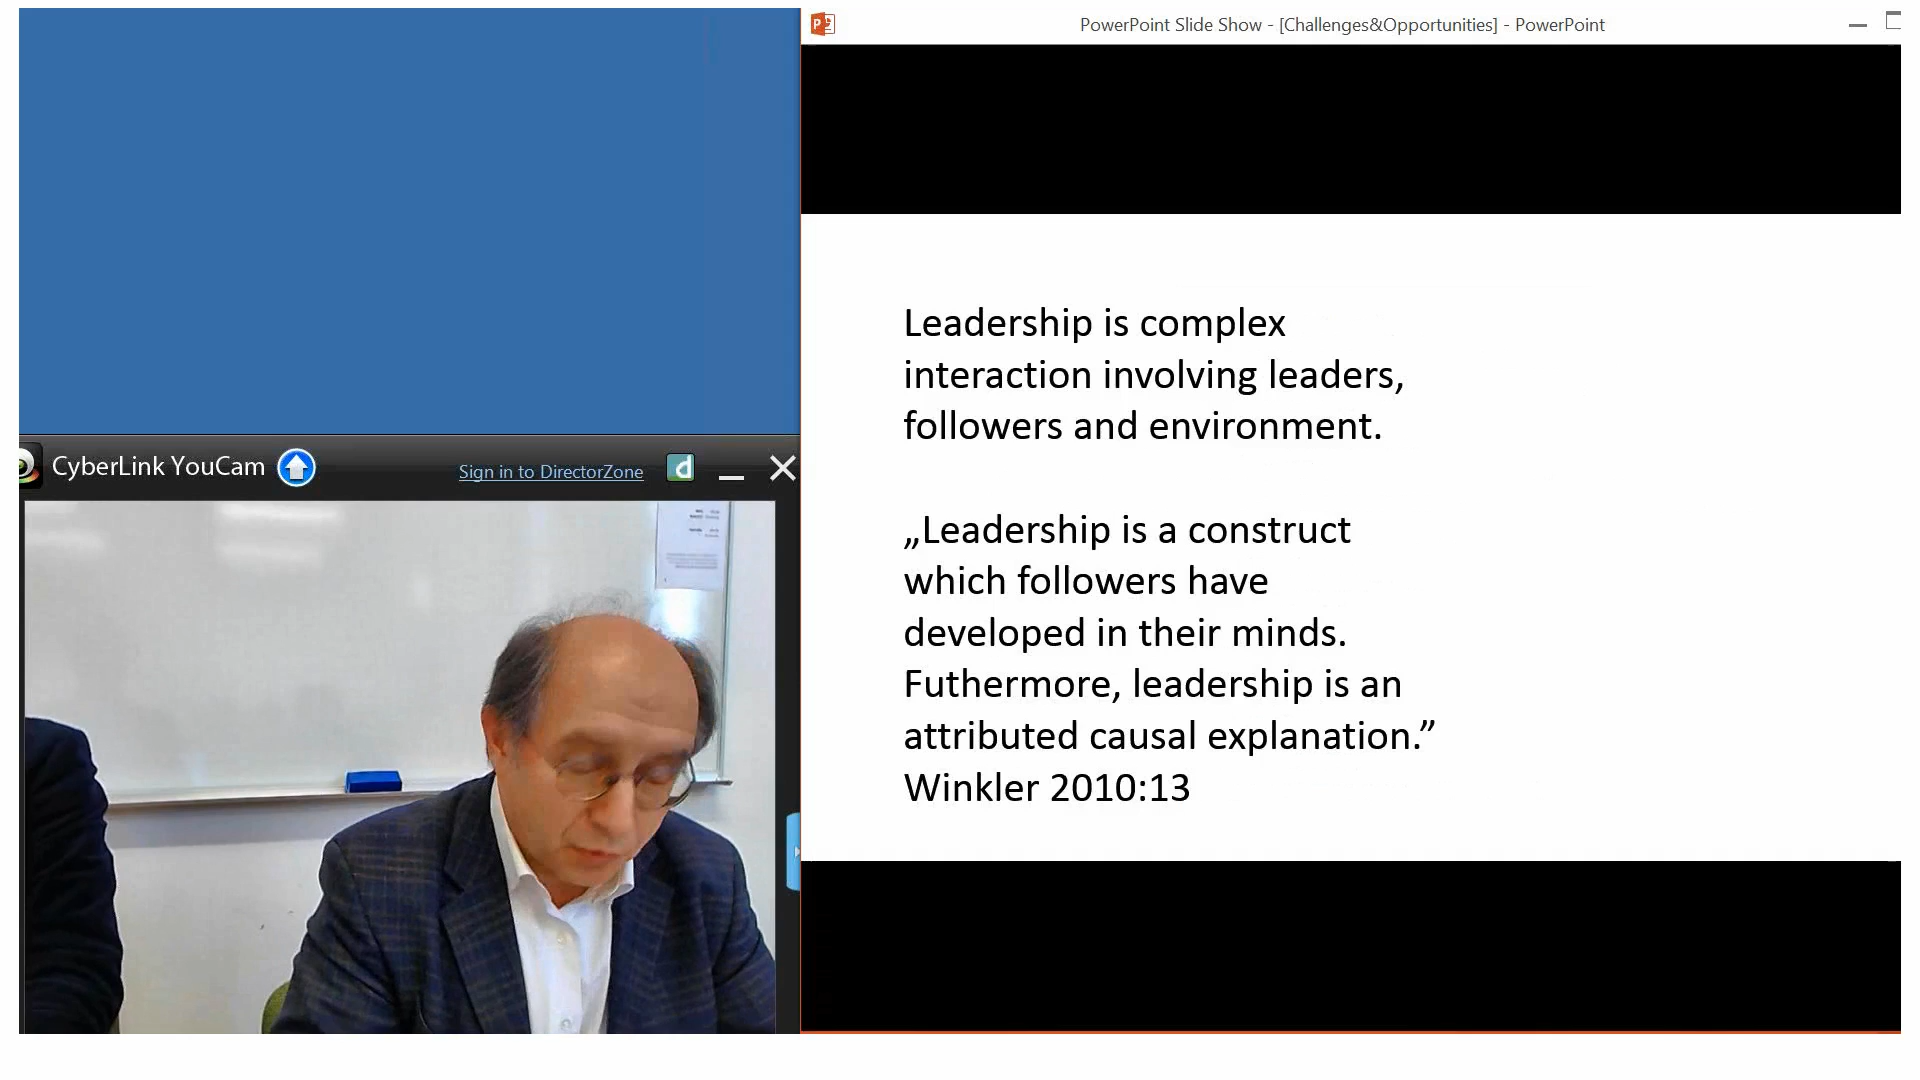 PowerPoint Slide Show - [Challenges&Opportunities] - PowerPoint
CyberLink YouCam
Sign in to DirectorZone
d
Leadership is complex
interaction involving leaders,
followers and environment.
„Leadership is a construct
which followers have
developed in their minds.
Futhermore, leadership is an
attributed causal explanation.”
Winkler 2010:13